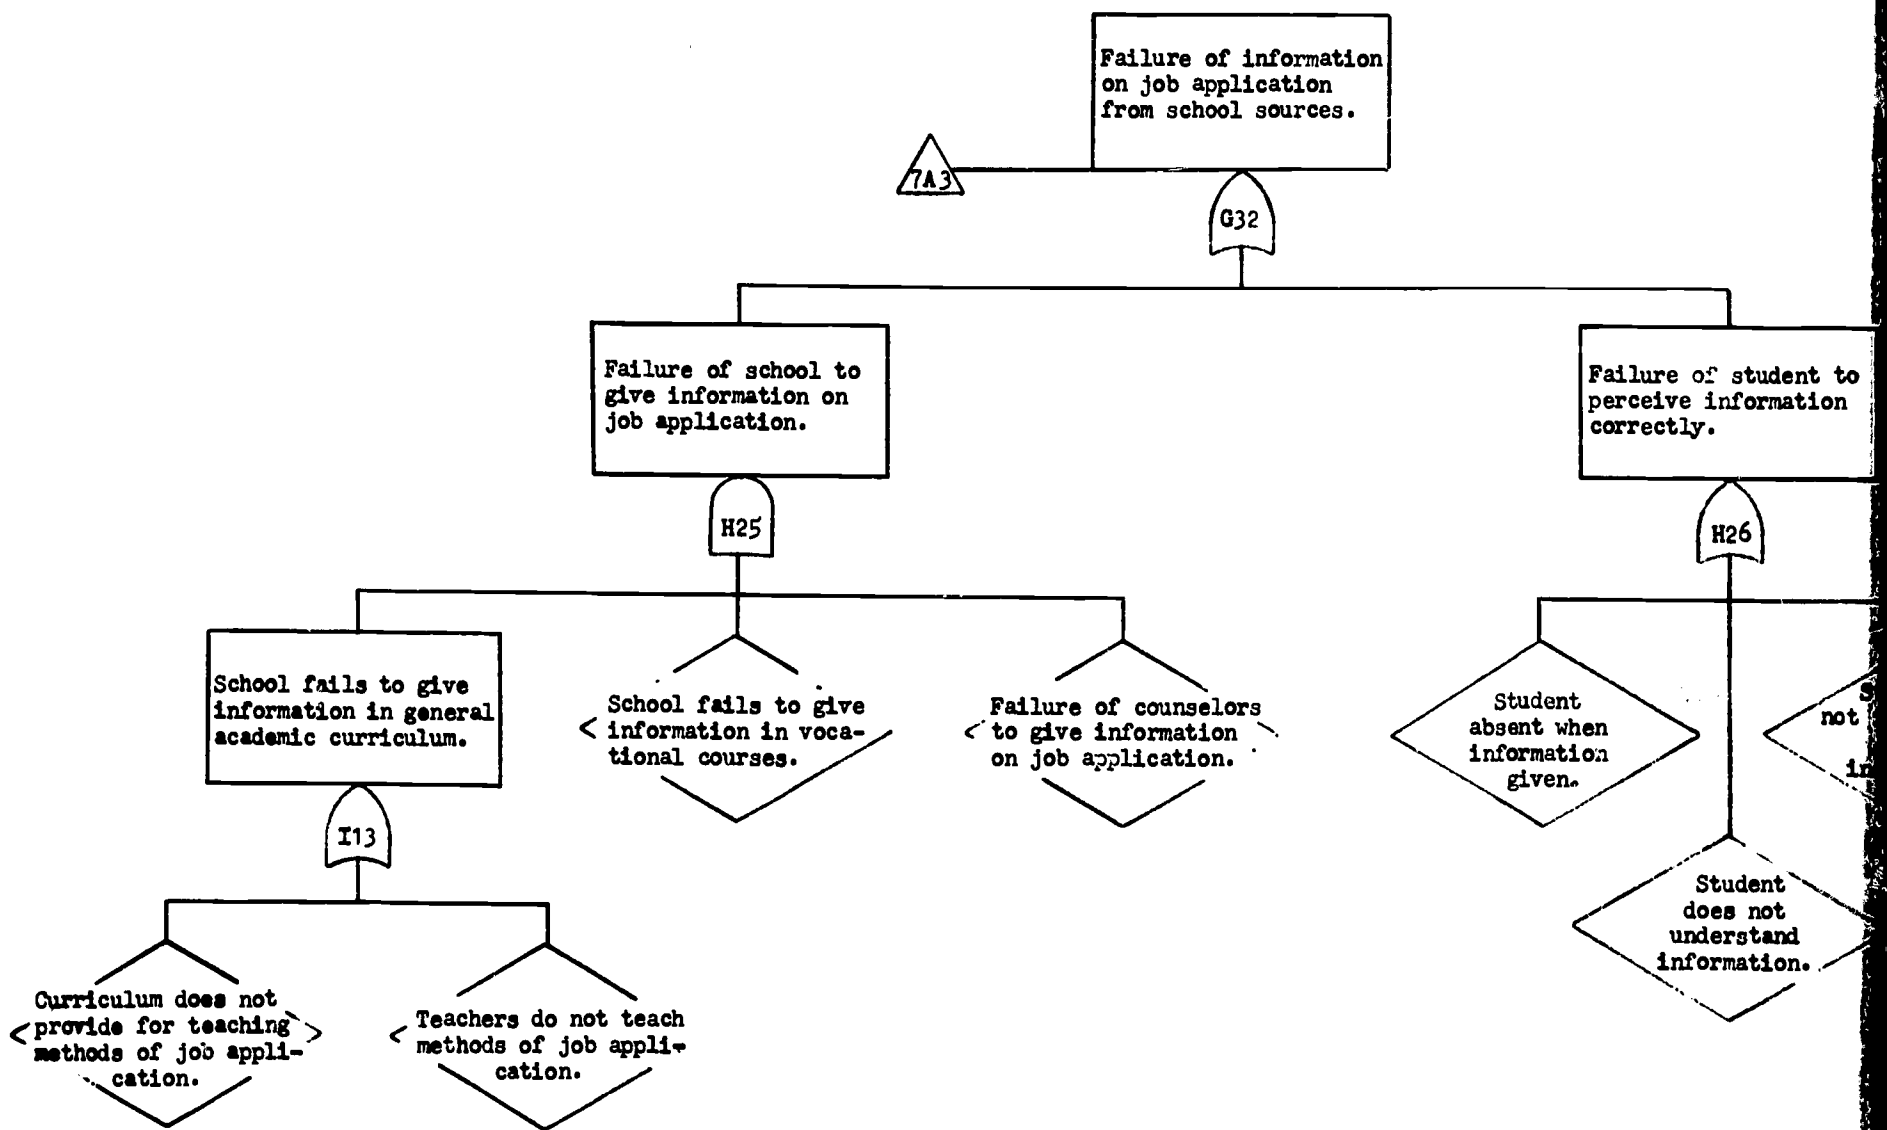 Failure of information
on job application
from school sources.
7A3
G32
Failure of school to
give information on
job application.
Failure of student to
perceive information
correctly.
H25
H26
School fails to give
information in general
academic curriculum.
School fails to give
information in voca-
tional courses.
Failure of counselors
to give information
on job application.
Student
absent when
information
given.
not
I13
Student
does not
understand
information.
Curriculum does not
provide for teaching
methods of job appli-
cation.
Teachers do not teach
methods of job appli-
cation.